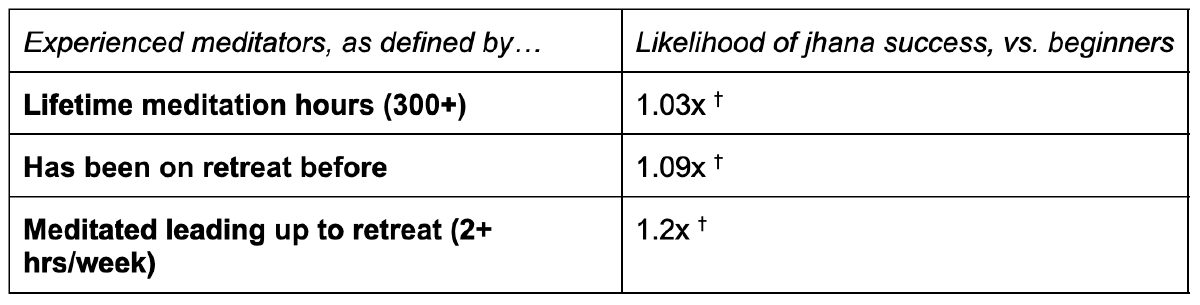 Experienced meditators, as defined by…
Likelihood of jhana success, vs. beginners
Lifetime meditation hours (300+)
1.03x †
Has been on retreat before
1.09x †
Meditated leading up to retreat (2+
hrs/week)
1.2x †